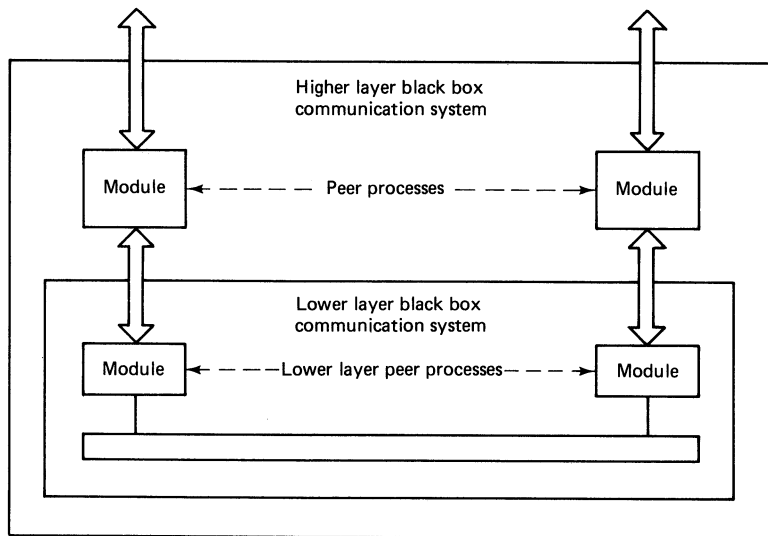 Higher layer black box
communication system
Module
Peer processes
Module
Lower layer black box
communication system
Module
Lower layer peer processes
Module